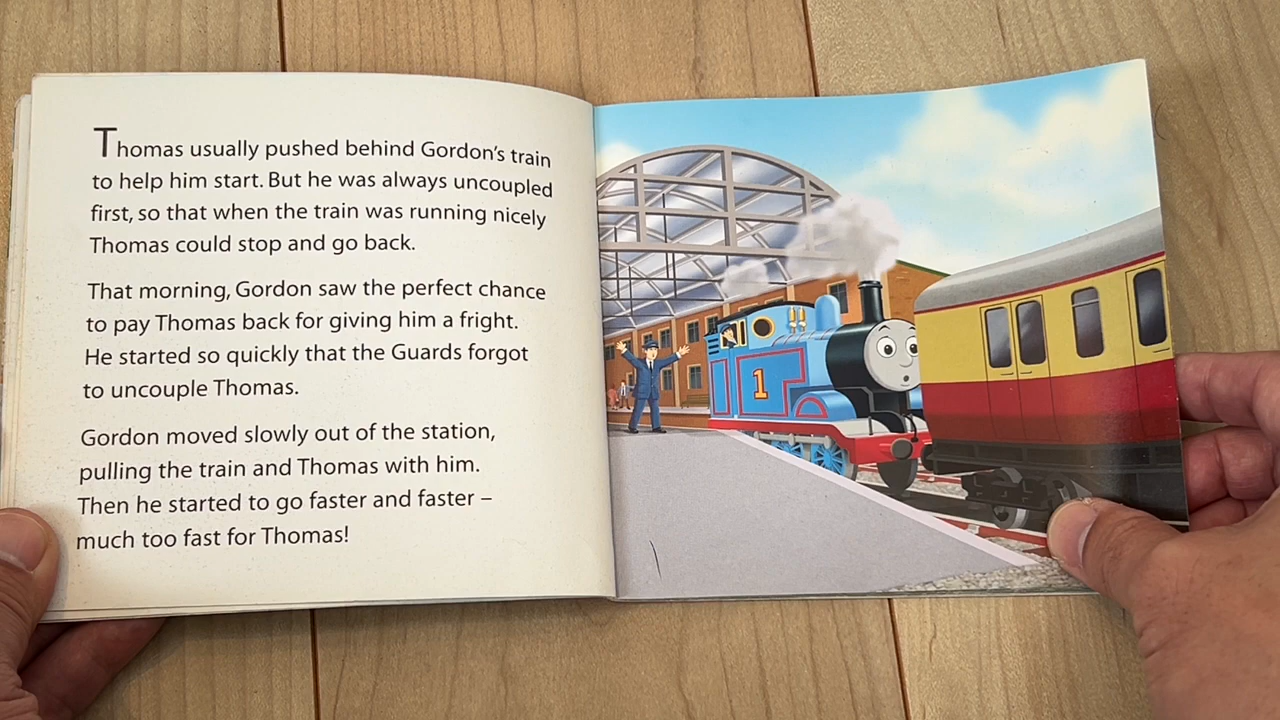 Thomas usually pushed behind Gordon's train
to help him start. But he was always uncoupled
first, so that when the train was running nicely
Thomas could stop and go back.
That morning, Gordon saw the perfect chance
to pay Thomas back for giving him a fright.
He started so quickly that the Guards forgot
to uncouple Thomas.
Gordon moved slowly out of the station,
pulling the train and Thomas with him.
Then he started to go faster and faster –
much too fast for Thomas!
1